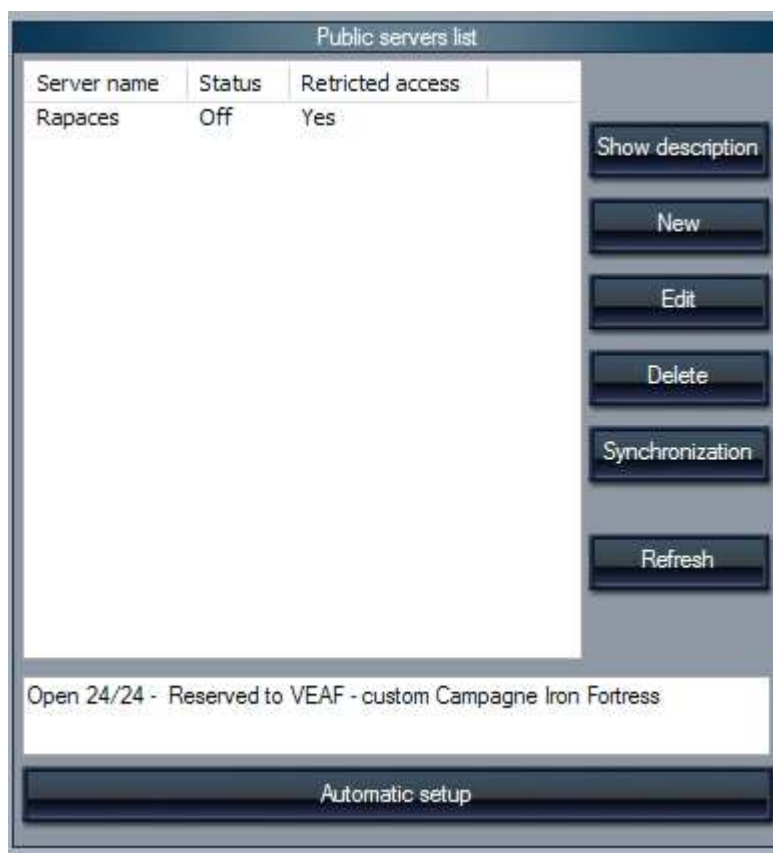 Public servers list
Server name Status Retricted access
Rapaces Off Yes
Show description
New
Edit
Delete
Synchronization
Refresh
Open 24/24 - Reserved to VEAF - custom Campagne Iron Fortress
Automatic setup